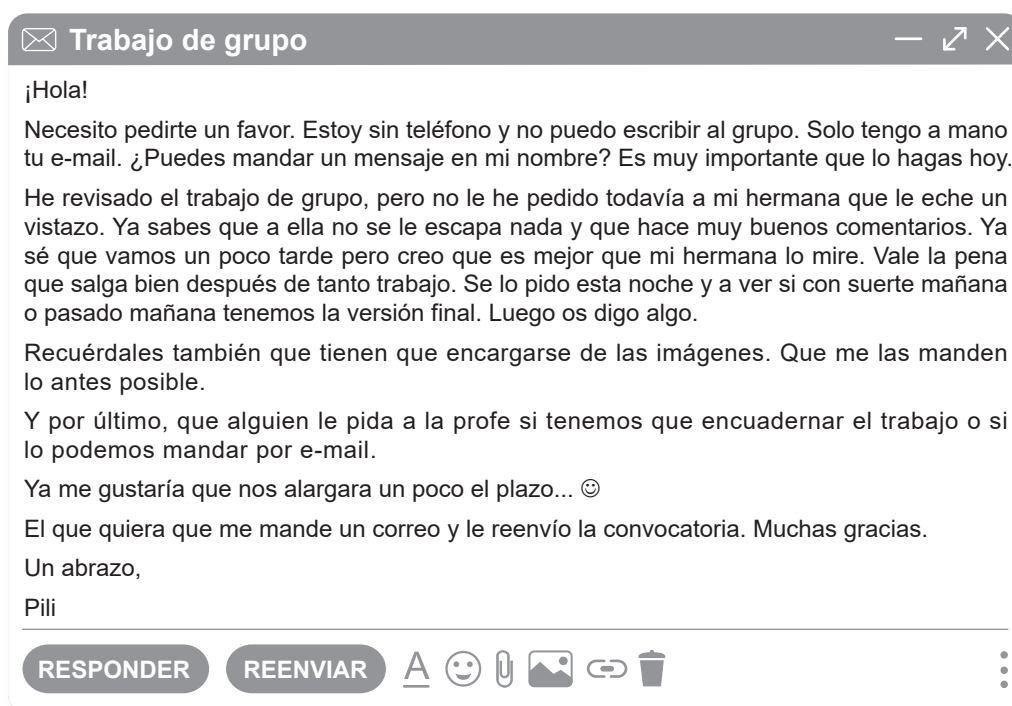 Trabajo de grupo
¡Hola!
Necesito pedirte un favor. Estoy sin teléfono y no puedo escribir al grupo. Solo tengo a mano
tu e-mail. ¿Puedes mandar un mensaje en mi nombre? Es muy importante que lo hagas hoy.
He revisado el trabajo de grupo, pero no le he pedido todavía a mi hermana que le eche un
vistazo. Ya sabes que a ella no se le escapa nada y que hace muy buenos comentarios. Ya
sé que vamos un poco tarde pero creo que es mejor que mi hermana lo mire. Vale la pena
que salga bien después de tanto trabajo. Se lo pido esta noche y a ver si con suerte mañana
o pasado mañana tenemos la versión final. Luego os digo algo.
Recuérdales también que tienen que encargarse de las imágenes. Que me las manden
lo antes posible.
Y por último, que alguien le pida a la profe si tenemos que encuadernar el trabajo o si
lo podemos mandar por e-mail.
Ya me gustaría que nos alargara un poco el plazo... ☺
El que quiera que me mande un correo y le reenvío la convocatoria. Muchas gracias.
Un abrazo,
Pili
RESPONDER REENVIAR A